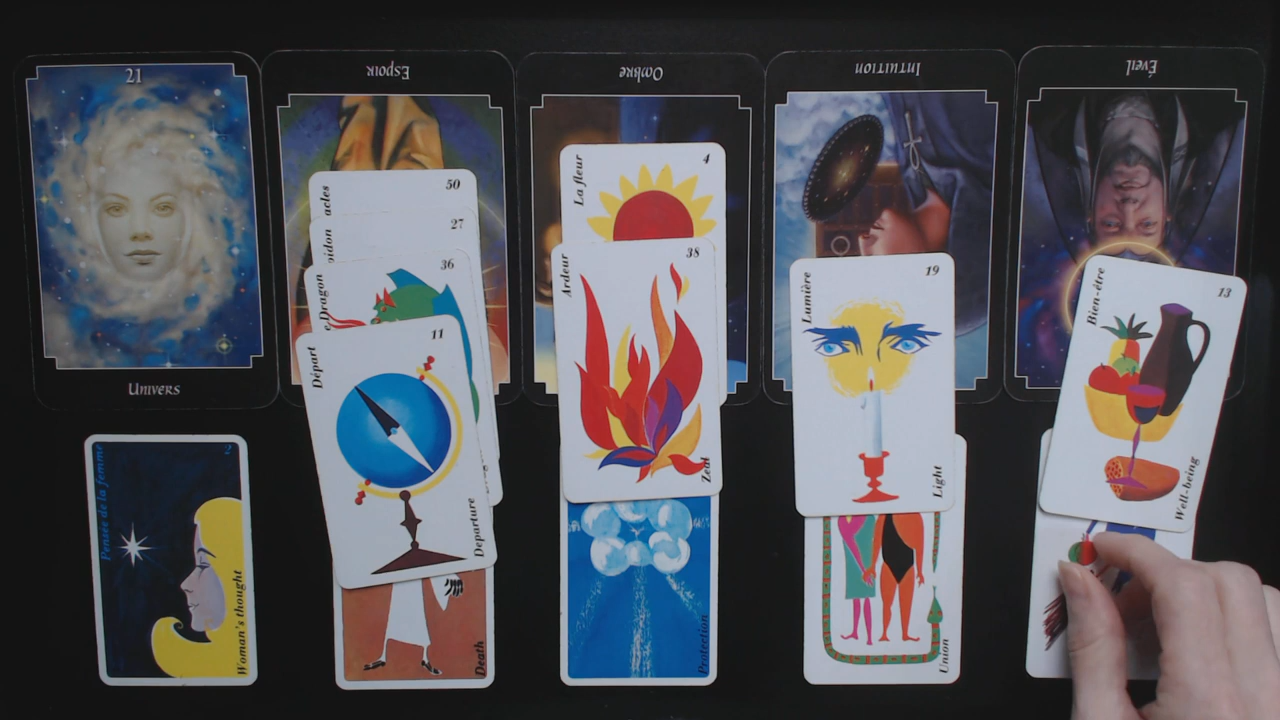 21
Univers
Espoir
Ombre
Intuition
Éveil
50
acles
27
36
Dragon
11
Départ
Departure
4
La fleur
38
Ardeur
Zeal
19
Lumière
Light
13
Bien-être
Well-being
2
Pensée de la femme
Woman's thought
Death
Protection
Union